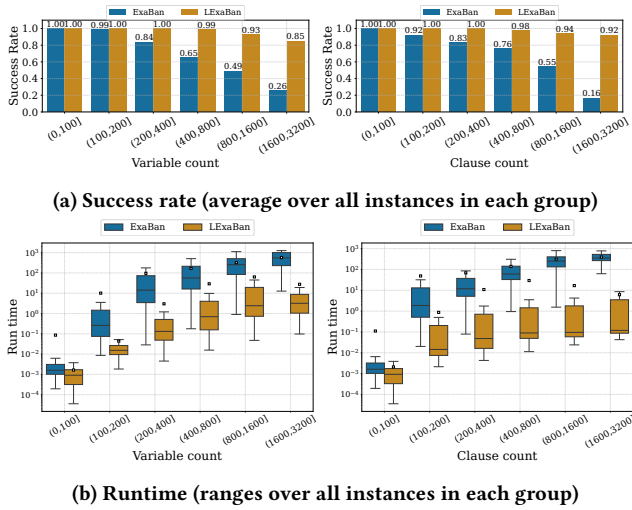 ExaBan LExaBan
ExaBan LExaBan
Success Rate
1.0
0.8
0.6
0.4
0.2
0.0
1.00 1.00 0.99 1.00 0.84 1.00 0.65 0.99 0.49 0.93 0.26 0.85
(0,100] (100,200] (200,400] (400,800] (800,1600] (1600,3200]
Variable count
Success Rate
1.0
0.8
0.6
0.4
0.2
0.0
1.00 1.00 0.92 1.00 0.83 1.00 0.76 0.98 0.55 0.94 0.16 0.92
(0,100] (100,200] (200,400] (400,800] (800,1600] (1600,3200]
Clause count
(a) Success rate (average over all instances in each group)
ExaBan LExaBan
ExaBan LExaBan
Run time
10³
10²
10¹
10⁰
10⁻¹
10⁻²
10⁻³
10⁻⁴
(0,100] (100,200] (200,400] (400,800] (800,1600] (1600,3200]
Variable count
Run time
10³
10²
10¹
10⁰
10⁻¹
10⁻²
10⁻³
10⁻⁴
(0,100] (100,200] (200,400] (400,800] (800,1600] (1600,3200]
Clause count
(b) Runtime (ranges over all instances in each group)